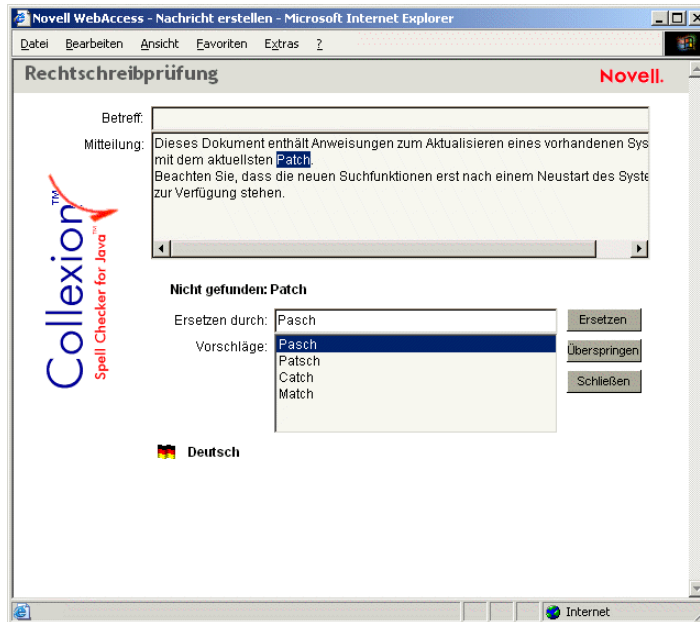 Novell WebAccess - Nachricht erstellen - Microsoft Internet Explorer
Datei Bearbeiten Ansicht Favoriten Extras ?
Rechtschreibprüfung
Novell.
Betreff:
Mitteilung:
Dieses Dokument enthält Anweisungen zum Aktualisieren eines vorhandenen Sys
mit dem aktuellsten Patch.
Beachten Sie, dass die neuen Suchfunktionen erst nach einem Neustart des Syste
zur Verfügung stehen.
Collexion™
Spell Checker for Java™
Nicht gefunden: Patch
Ersetzen durch: Pasch
Ersetzen
Vorschläge:
Pasch
Patsch
Catch
Match
Überspringen
Schließen
Deutsch
Internet